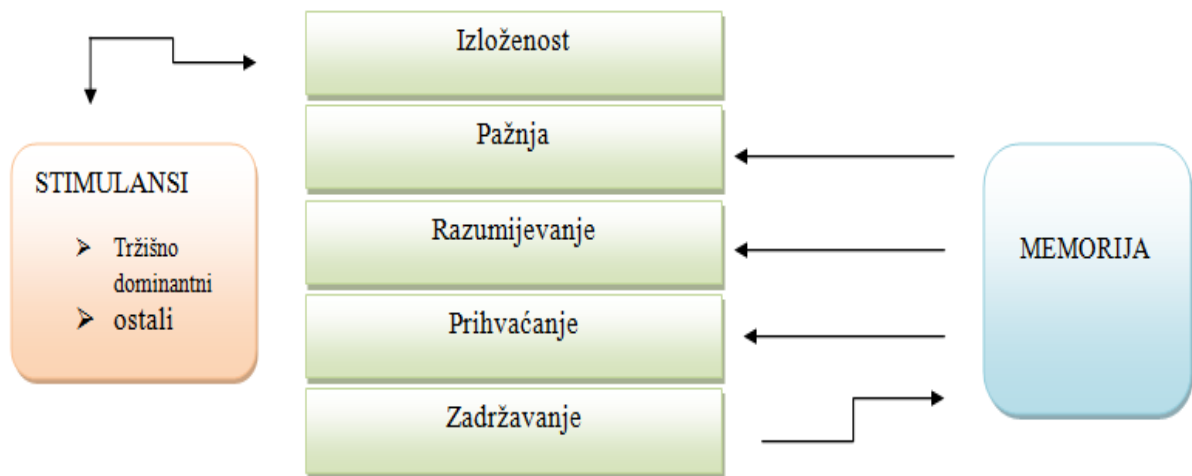 STIMULANSI
Tržišno
dominantni
ostali
Izloženost
Pažnja
Razumijevanje
Prihvaćanje
Zadržavanje
MEMORIJA